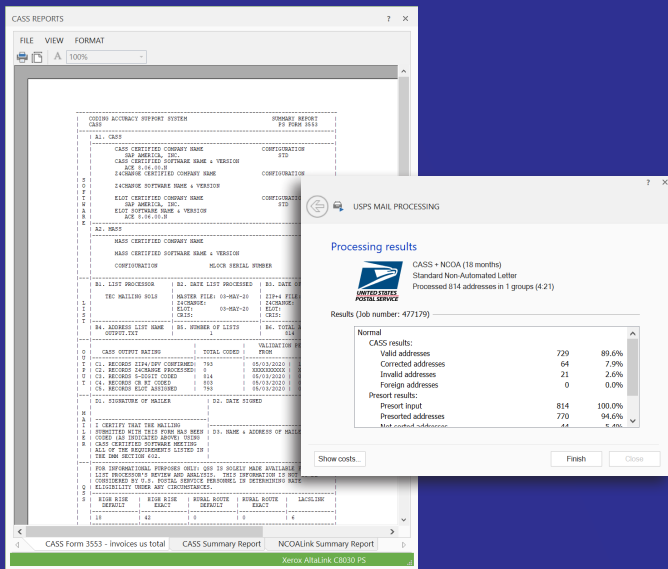 CASS REPORTS
FILE VIEW FORMAT
A 100%
CODING ACCURACY SUPPORT SYSTEM SUMMARY REPORT
CASS PS FORM 3553
A1. CASS
CASS CERTIFIED COMPANY NAME CONFIGURATION
SAP AMERICA, INC. STD
CASS CERTIFIED SOFTWARE NAME & VERSION
ACE 8.06.00.N
Z4CHANGE CERTIFIED COMPANY NAME CONFIGURATION
Z4CHANGE SOFTWARE NAME & VERSION
ELOT CERTIFIED COMPANY NAME CONFIGURATION
SAP AMERICA, INC. STD
ELOT SOFTWARE NAME & VERSION
ACE 8.06.00.N
SOFTWARE
A2. MASS
MASS CERTIFIED COMPANY NAME
MASS CERTIFIED SOFTWARE NAME & VERSION
CONFIGURATION MLOCR SERIAL NUMBER
LIST
B1. LIST PROCESSOR B2. DATE LIST PROCESSED B3. DATE OF
TEC MAILING SOLS MASTER FILE: 03-MAY-20 ZIP+4 FILE
Z4CHANGE: Z4CHANGE:
ELOT: 03-MAY-20 ELOT:
CRIS: CRIS:
B4. ADDRESS LIST NAME B5. NUMBER OF LISTS B6. TOTAL A
OUTPUT.TXT 1 814
OUTPUT
VALIDATION PE
CASS OUTPUT RATING TOTAL CODED FROM
C1. RECORDS ZIP4/DPV CONFIRMED: 793 05/03/2020
C2. RECORDS Z4CHANGE PROCESSED: 0 XXXXXXXXXX
C3. RECORDS 5-DIGIT CODED 814 05/03/2020
C4. RECORDS CR RT CODED 803 05/03/2020
C5. RECORDS ELOT ASSIGNED 793 05/03/2020
MAILER
D1. SIGNATURE OF MAILER D2. DATE SIGNED
I CERTIFY THAT THE MAILING
SUBMITTED WITH THIS FORM HAS BEEN D3. NAME & ADDRESS OF MAILE
CODED (AS INDICATED ABOVE) USING
CASS CERTIFIED SOFTWARE MEETING
ALL OF THE REQUIREMENTS LISTED IN
THE DMM SECTION 602.
QSS
FOR INFORMATIONAL PURPOSES ONLY: QSS IS SOLELY MADE AVAILABLE
LIST PROCESSOR'S REVIEW AND ANALYSIS. THIS INFORMATION IS NOT
CONSIDERED BY U.S. POSTAL SERVICE PERSONNEL IN DETERMINING RATE
ELIGIBILITY UNDER ANY CIRCUMSTANCES.
HIGH RISE HIGH RISE RURAL ROUTE RURAL ROUTE LACSLINK
DEFAULT EXACT DEFAULT EXACT
18 42 0 0 6
CASS Form 3553 - invoices us total CASS Summary Report NCOALink Summary Report
Xerox AltaLink C8030 PS
USPS MAIL PROCESSING
Processing results
UNITED STATES
POSTAL SERVICE
CASS + NCOA (18 months)
Standard Non-Automated Letter
Processed 814 addresses in 1 groups (4:21)
Results (Job number: 477179)
Normal
CASS results:
Valid addresses 729 89.6%
Corrected addresses 64 7.9%
Invalid addresses 21 2.6%
Foreign addresses 0 0.0%
Presort results:
Presort input 814 100.0%
Presorted addresses 770 94.6%
Not sorted addresses 44 5.4%
Show costs...
Finish
Close